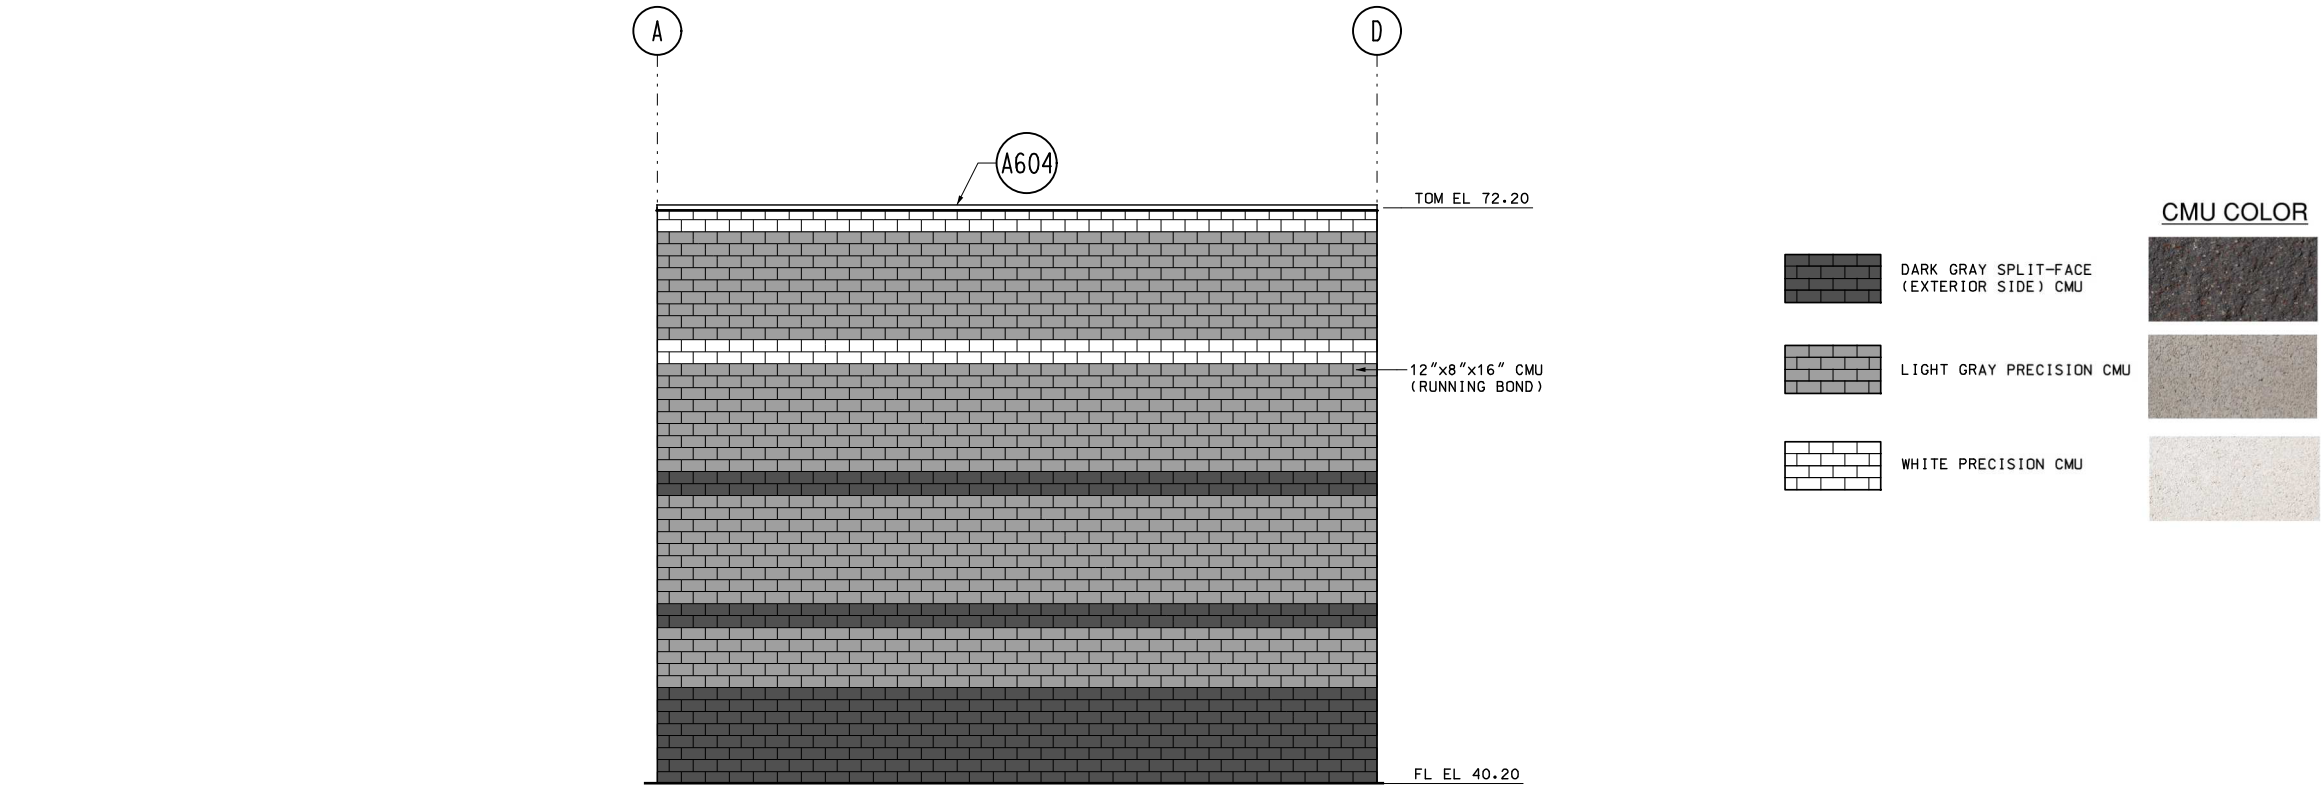 A
D
A604
TOM EL 72.20
12"x8"x16" CMU
(RUNNING BOND)
FL EL 40.20
CMU COLOR
DARK GRAY SPLIT-FACE
(EXTERIOR SIDE) CMU
LIGHT GRAY PRECISION CMU
WHITE PRECISION CMU